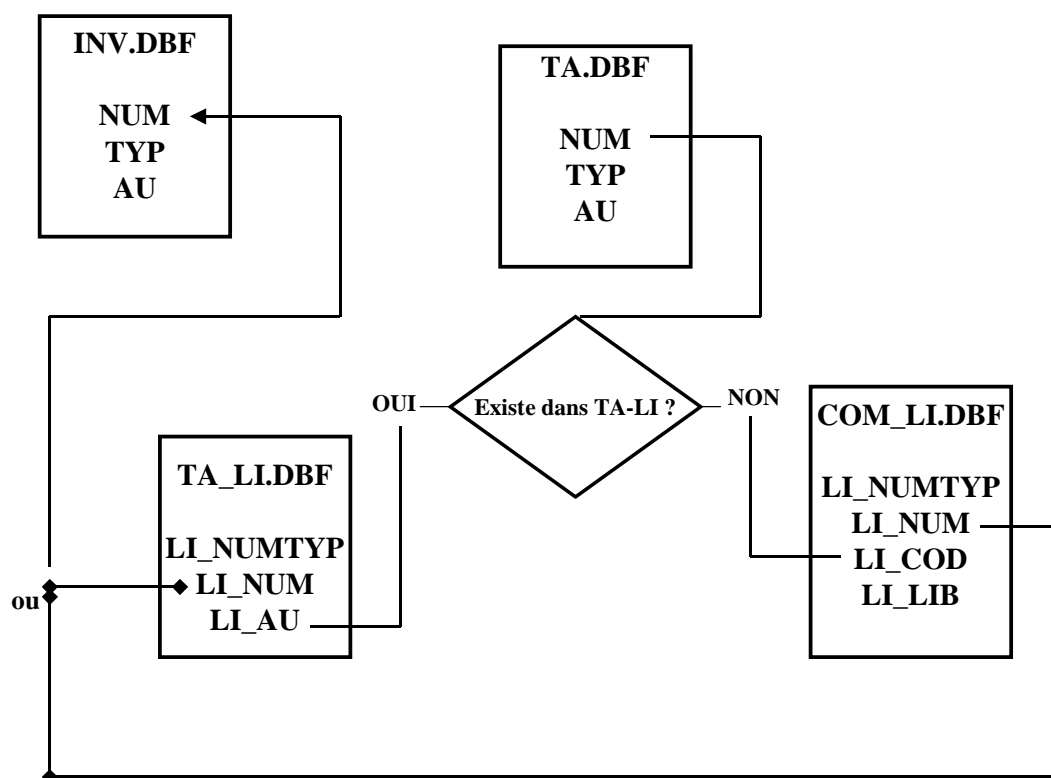 INV.DBF
NUM
TYP
AU
TA.DBF
NUM
TYP
AU
OUI
Existe dans TA-LI ?
NON
TA_LI.DBF
LI_NUMTYP
LI_NUM
LI_AU
COM_LI.DBF
LI_NUMTYP
LI_NUM
LI_COD
LI_LIB
ou